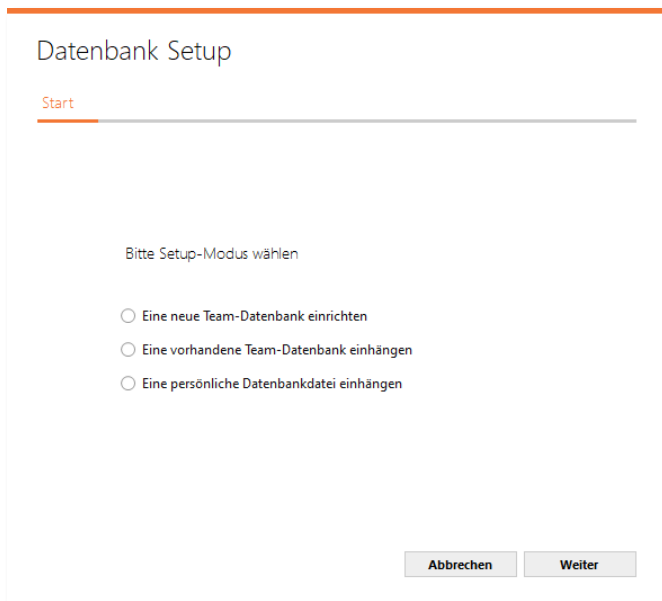 Datenbank Setup
Start
Bitte Setup-Modus wählen
Eine neue Team-Datenbank einrichten
Eine vorhandene Team-Datenbank einhängen
Eine persönliche Datenbankdatei einhängen
Abbrechen
Weiter